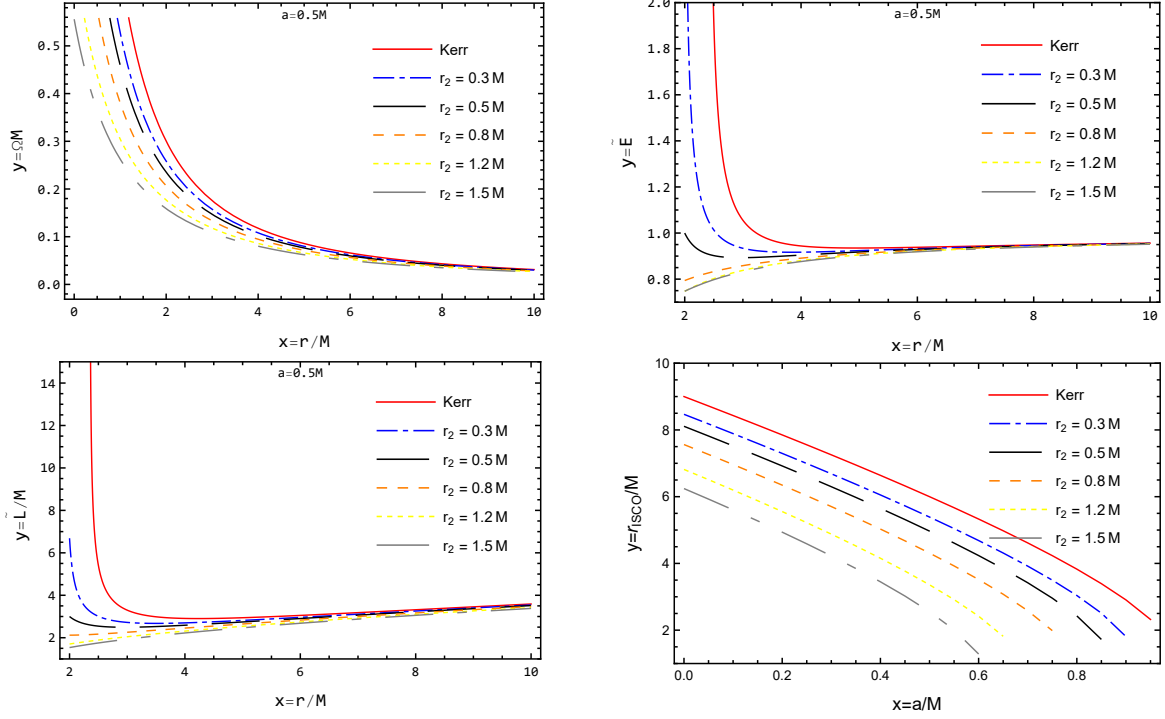 a=0.5M
0.5
0.4
0.3
0.2
0.1
0.0
y=ΩM
Kerr
r₂ = 0.3 M
r₂ = 0.5 M
r₂ = 0.8 M
r₂ = 1.2 M
r₂ = 1.5 M
0 2 4 6 8 10
x=r/M
a=0.5M
2.0
1.8
1.6
1.4
1.2
1.0
0.8
y=Ẽ
Kerr
r₂ = 0.3 M
r₂ = 0.5 M
r₂ = 0.8 M
r₂ = 1.2 M
r₂ = 1.5 M
2 4 6 8 10
x=r/M
a=0.5M
14
12
10
8
6
4
2
y=L̃/M
Kerr
r₂ = 0.3 M
r₂ = 0.5 M
r₂ = 0.8 M
r₂ = 1.2 M
r₂ = 1.5 M
2 4 6 8 10
x=r/M
10
8
6
4
2
y=r_ISCO/M
Kerr
r₂ = 0.3 M
r₂ = 0.5 M
r₂ = 0.8 M
r₂ = 1.2 M
r₂ = 1.5 M
0.0 0.2 0.4 0.6 0.8
x=a/M